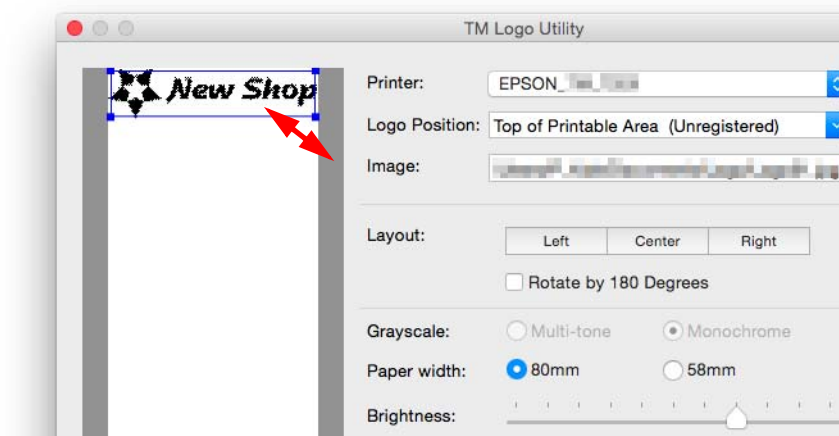 TM Logo Utility
New Shop
Printer:
EPSON_
Logo Position: Top of Printable Area (Unregistered)
Image:
Layout:
Left Center Right
Rotate by 180 Degrees
Grayscale: Multi-tone Monochrome
Paper width: 80mm 58mm
Brightness: